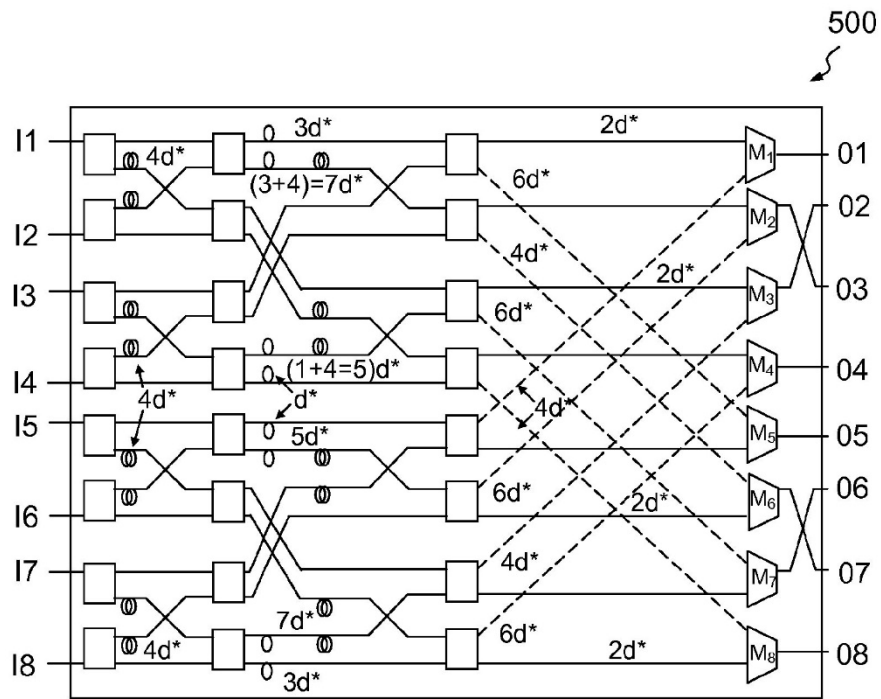 500
I1
3d*
2d*
M1
01
4d*
(3+4)=7d*
6d*
M2
02
I2
4d*
2d*
I3
6d*
M3
03
I4
(1+4=5)d*
M4
04
4d*
d*
4d*
I5
5d*
M5
05
I6
6d*
2d*
M6
06
I7
4d*
M7
07
7d*
6d*
I8
4d*
3d*
2d*
M8
08